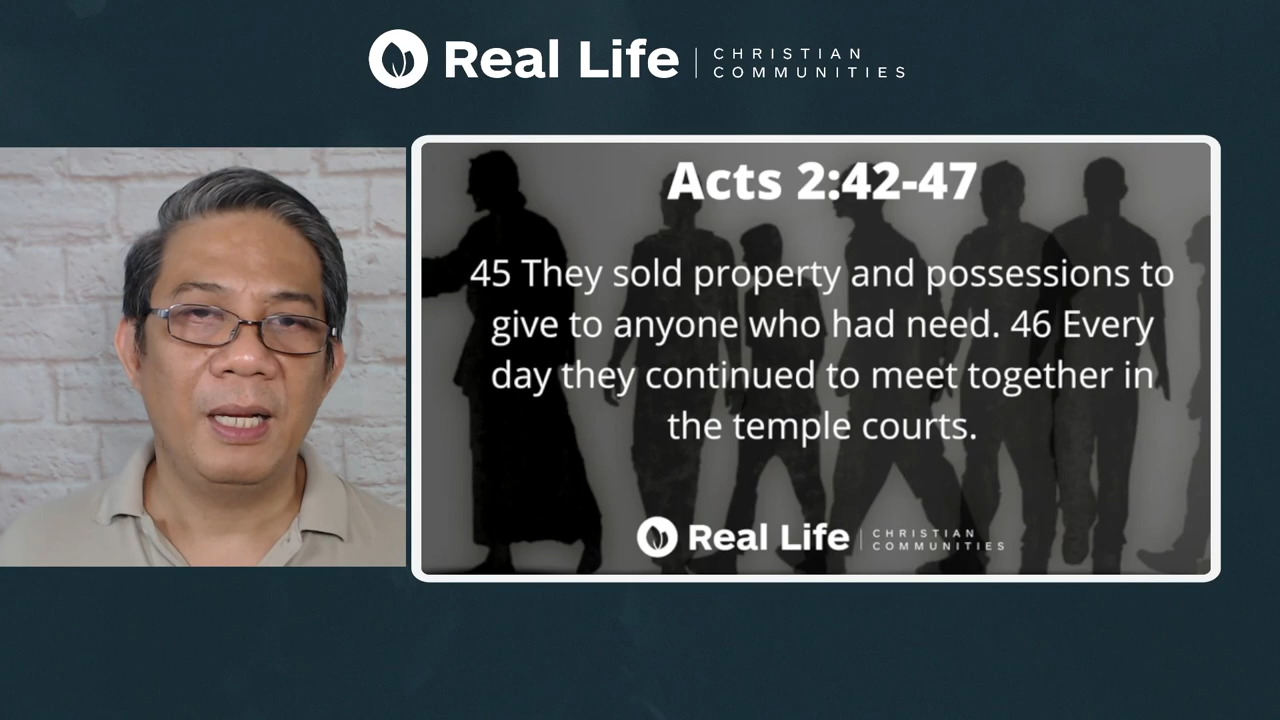 Real Life
CHRISTIAN
COMMUNITIES
Acts 2:42-47
45 They sold property and possessions to
give to anyone who had need. 46 Every
day they continued to meet together in
the temple courts.
Real Life
CHRISTIAN
COMMUNITIES